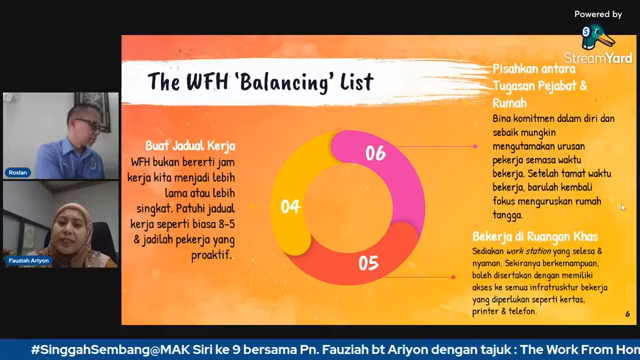 Powered by
StreamYard
The WFH 'Balancing' List
Pisahkan antara
Tugasan Pejabat &
Rumah
Bina komitmen dalam diri dan
sebaik mungkin
mengutamakan urusan
pekerja semasa waktu
bekerja. Setelah tamat waktu
bekerja, barulah kembali
fokus menguruskan rumah
tangga.
Buat Jadual Kerja
WFH bukan bererti jam
kerja kita menjadi lebih
lama atau lebih
singkat. Patuhi jadual
kerja seperti biasa 8-5
& jadilah pekerja yang
proaktif.
06
04
05
Bekerja di Ruangan Khas
Sediakan work station yang selesa &
nyaman. Sekiranya berkemampuan,
boleh disertakan dengan memiliki
akses ke semua infratrusktur bekerja
yang diperlukan seperti kertas,
printer & telefon.
6
Roslan
Fauziah Ariyon
#SinggahSembang@MAK Siri ke 9 bersama Pn. Fauziah bt Ariyon dengan tajuk : The Work From Hom